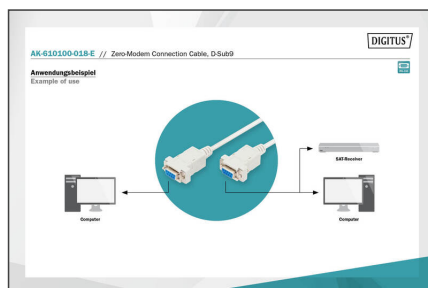 DIGITUS®
AK-610100-018-E // Zero-Modem Connection Cable, D-Sub9
Anwendungsbeispiel
Example of use
SAT-Receiver
Computer
Computer